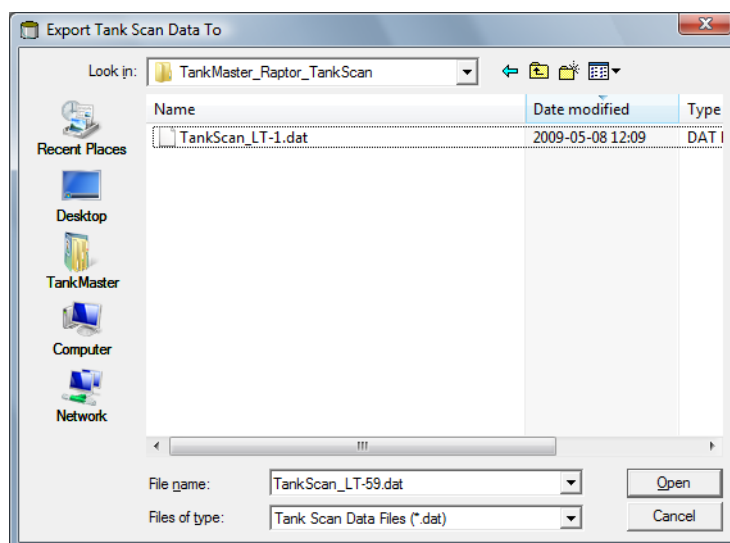 Export Tank Scan Data To
Look in: TankMaster_Raptor_TankScan
Name Date modified Type
TankScan_LT-1.dat 2009-05-08 12:09 DAT
Recent Places
Desktop
TankMaster
Computer
Network
File name: TankScan_LT-59.dat Open
Files of type: Tank Scan Data Files (*.dat) Cancel